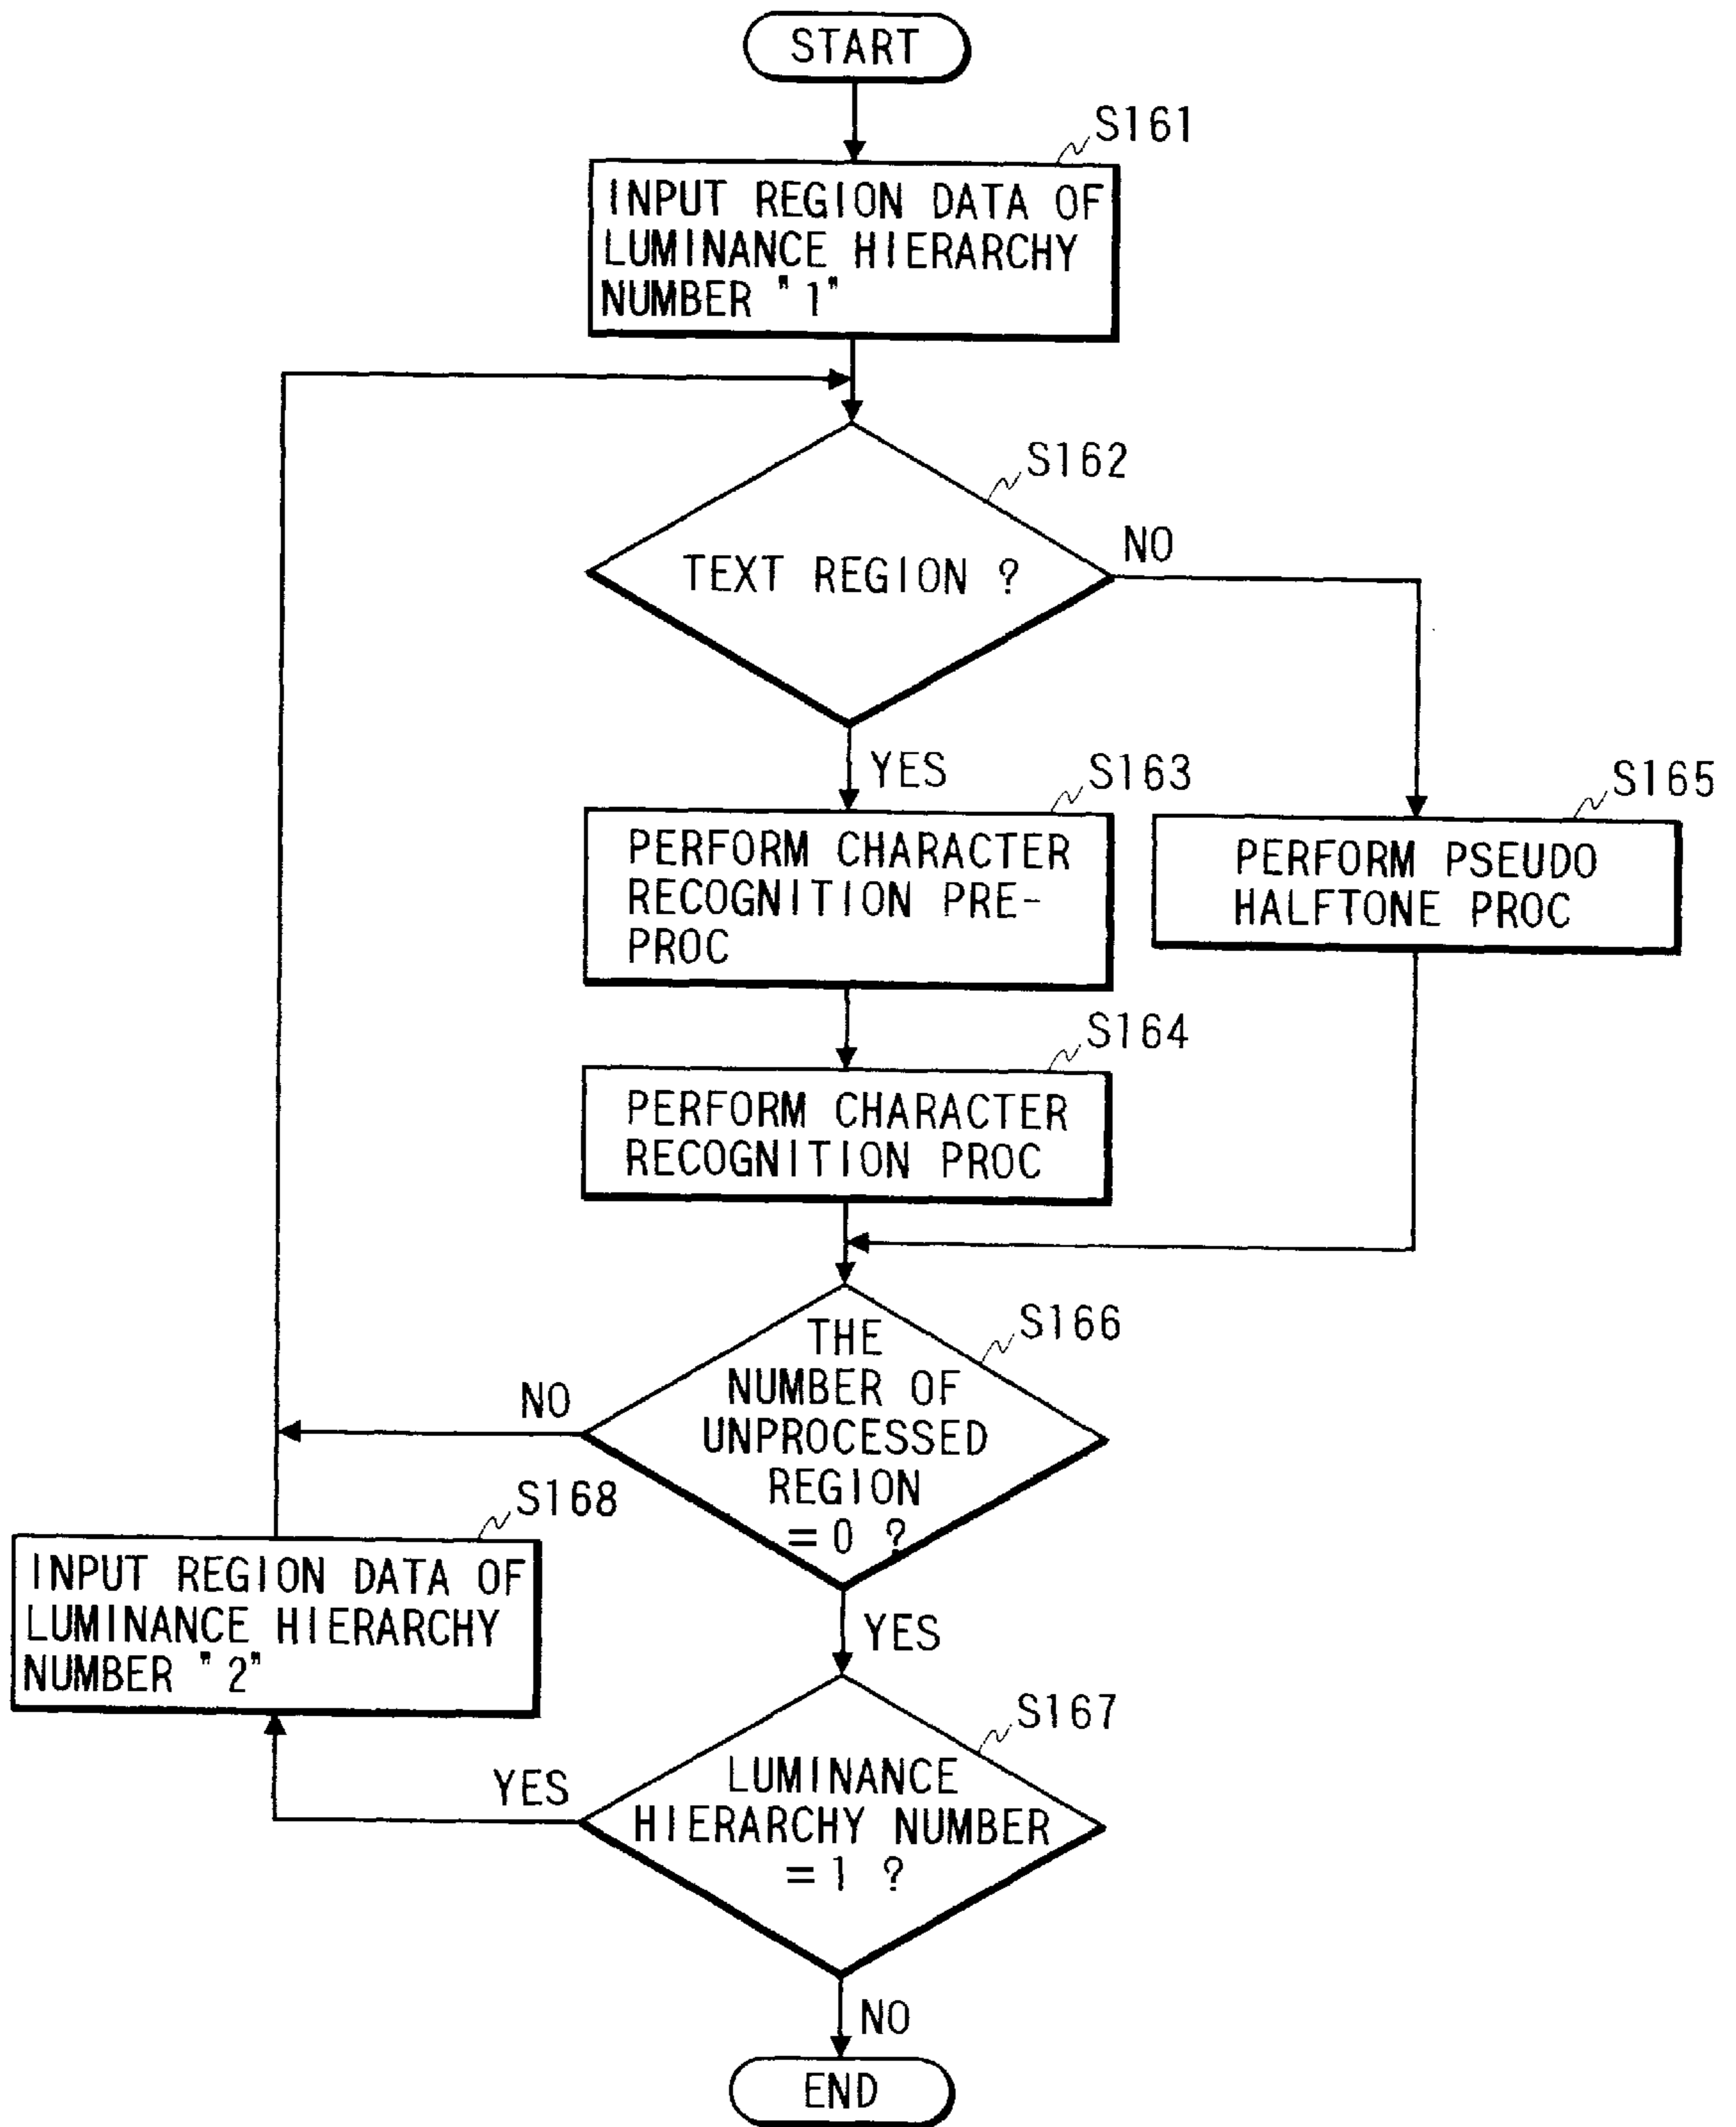 START
S161
INPUT REGION DATA OF
LUMINANCE HIERARCHY
NUMBER "1"
S162
TEXT REGION ?
NO
YES
S163
PERFORM CHARACTER
RECOGNITION PRE-
PROC
S165
PERFORM PSEUDO
HALFTONE PROC
S164
PERFORM CHARACTER
RECOGNITION PROC
S166
THE
NUMBER OF
UNPROCESSED
REGION
=0 ?
NO
YES
S168
INPUT REGION DATA OF
LUMINANCE HIERARCHY
NUMBER "2"
S167
LUMINANCE
HIERARCHY NUMBER
=1 ?
YES
NO
END